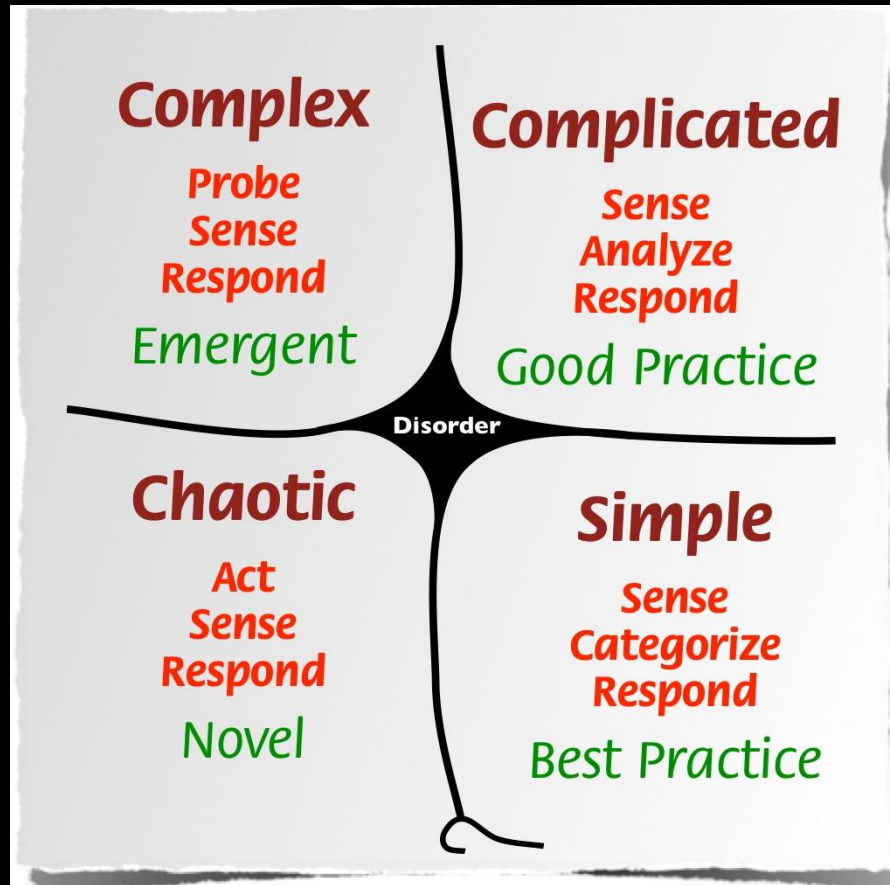 Complex
Probe
Sense
Respond
Emergent
Complicated
Sense
Analyze
Respond
Good Practice
Disorder
Chaotic
Act
Sense
Respond
Novel
Simple
Sense
Categorize
Respond
Best Practice